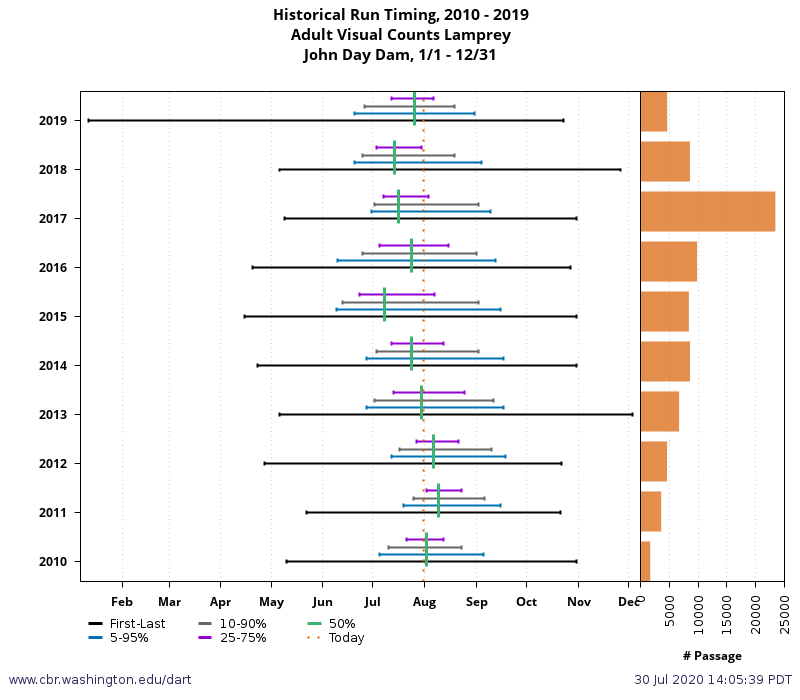 Historical Run Timing, 2010 - 2019
Adult Visual Counts Lamprey
John Day Dam, 1/1 - 12/31
2019
2018
2017
2016
2015
2014
2013
2012
2011
2010
Feb Mar Apr May Jun Jul Aug Sep Oct Nov Dec
0 5000 10000 15000 20000 25000
# Passage
First-Last 10-90% 50%
5-95% 25-75% Today
www.cbr.washington.edu/dart 30 Jul 2020 14:05:39 PDT